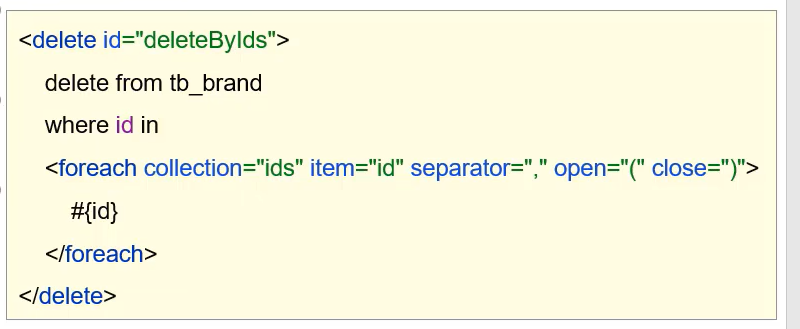 <delete id="deleteByIds">
delete from tb_brand
where id in
<foreach collection="ids" item="id" separator="," open="(" close=")">
#{id}
</foreach>
</delete>